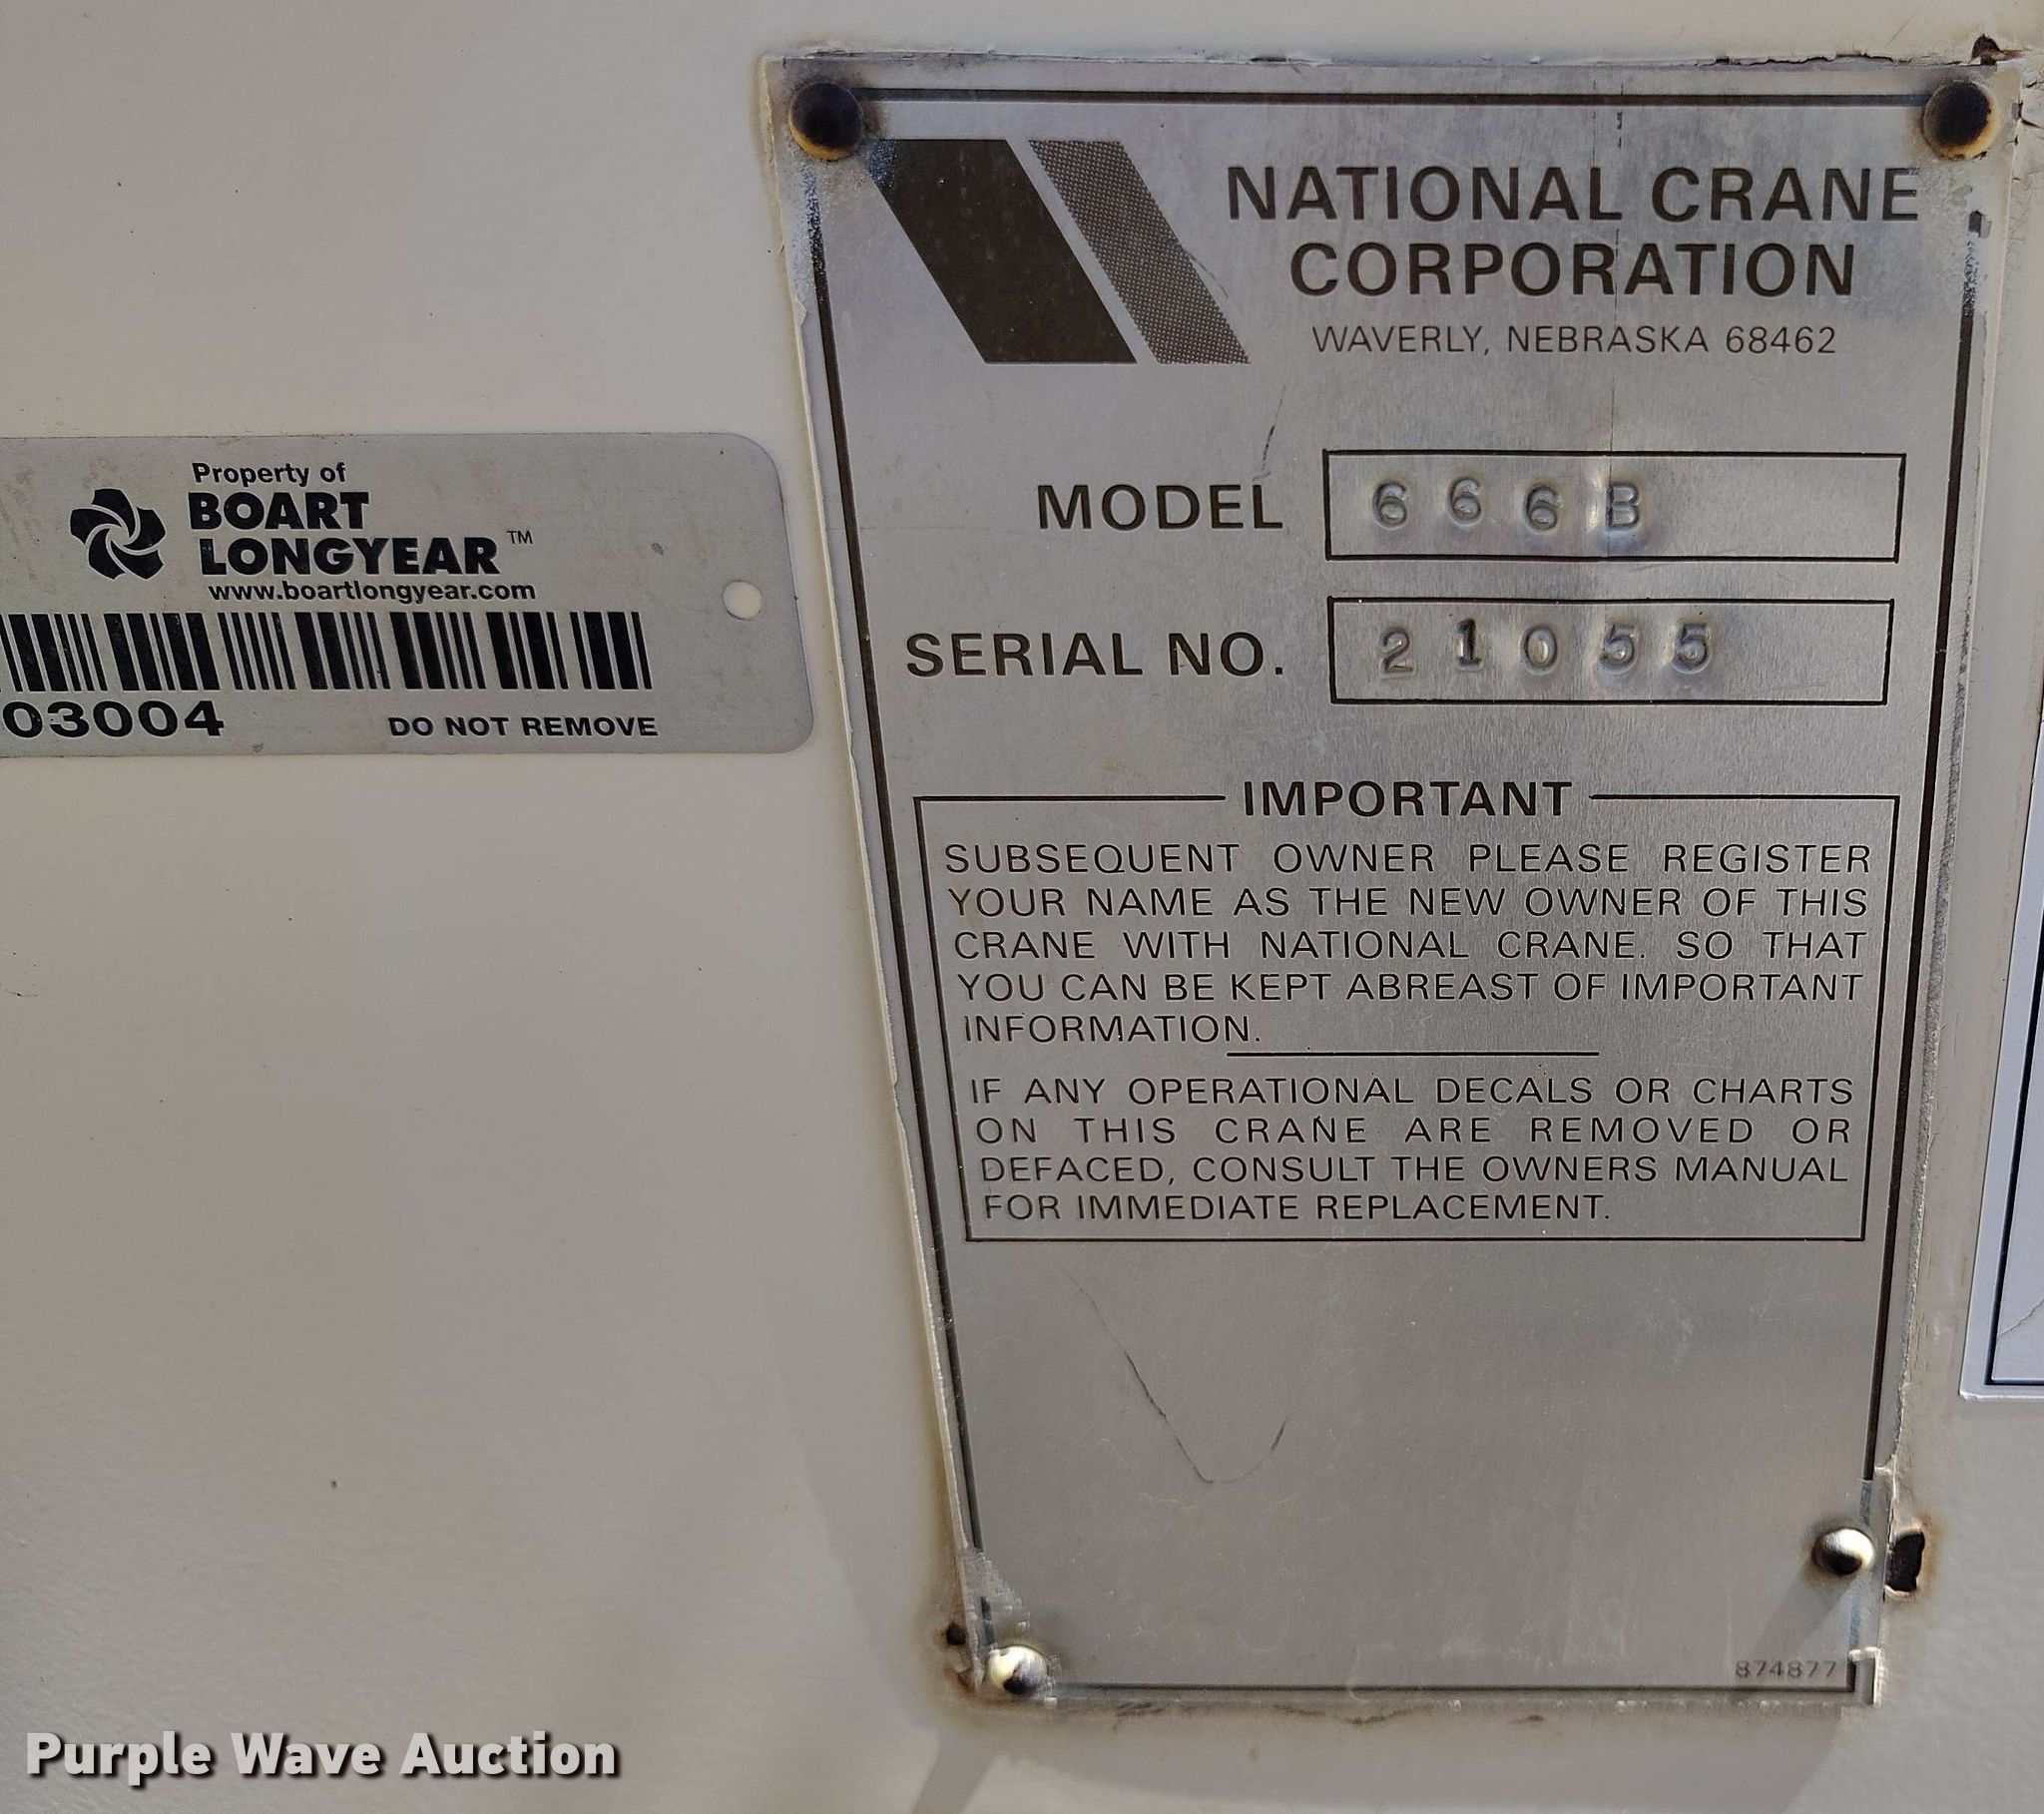 Property of
BOART
LONGYEAR™
www.boartlongyear.com
03004
DO NOT REMOVE
NATIONAL CRANE
CORPORATION
WAVERLY, NEBRASKA 68462
MODEL 666B
SERIAL NO. 21055
IMPORTANT
SUBSEQUENT OWNER PLEASE REGISTER
YOUR NAME AS THE NEW OWNER OF THIS
CRANE WITH NATIONAL CRANE. SO THAT
YOU CAN BE KEPT ABREAST OF IMPORTANT
INFORMATION.
IF ANY OPERATIONAL DECALS OR CHARTS
ON THIS CRANE ARE REMOVED OR
DEFACED, CONSULT THE OWNERS MANUAL
FOR IMMEDIATE REPLACEMENT.
874877
Purple Wave Auction